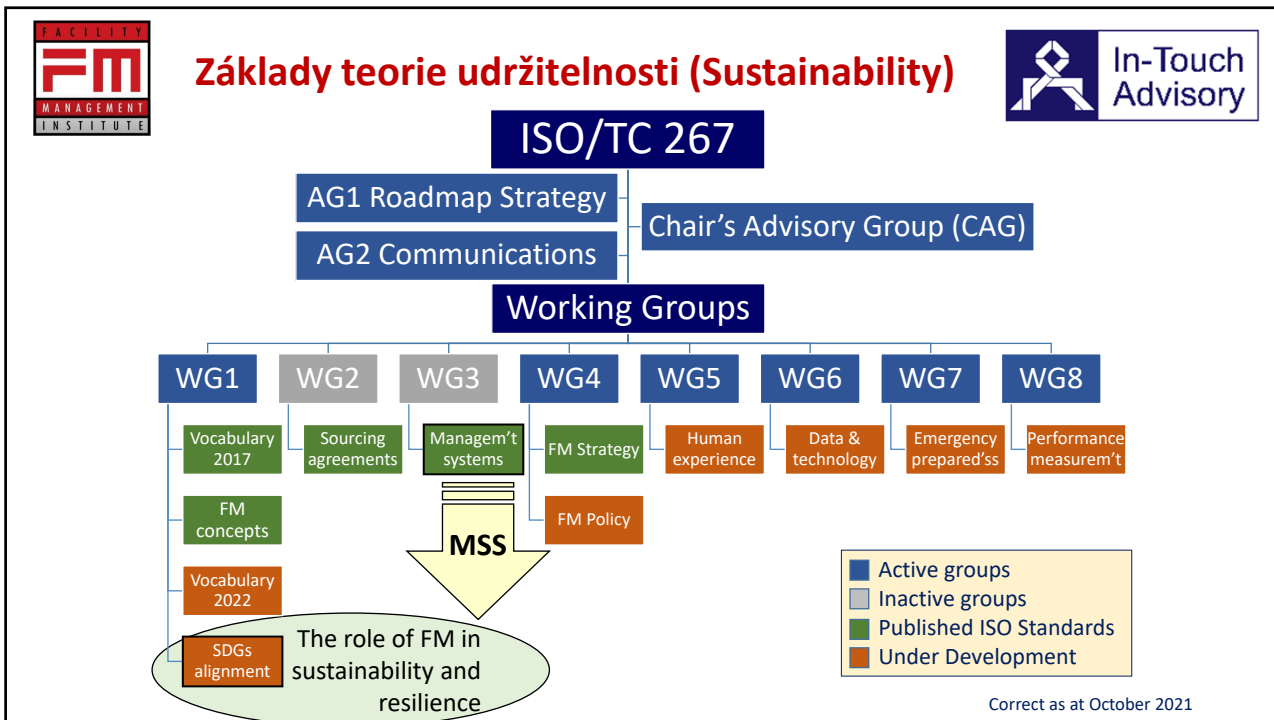 FACILITY
FM
MANAGEMENT
INSTITUTE
Základy teorie udržitelnosti (Sustainability)
In-Touch
Advisory
ISO/TC 267
AG1 Roadmap Strategy
Chair's Advisory Group (CAG)
AG2 Communications
Working Groups
WG1
WG2
WG3
WG4
WG5
WG6
WG7
WG8
Vocabulary
2017
Sourcing
agreements
Managem't
systems
FM Strategy
Human
experience
Data &
technology
Emergency
prepared'ss
Performance
measurem't
FM
concepts
FM Policy
MSS
Vocabulary
2022
SDGs
alignment
The role of FM in
sustainability and
resilience
Active groups
Inactive groups
Published ISO Standards
Under Development
Correct as at October 2021